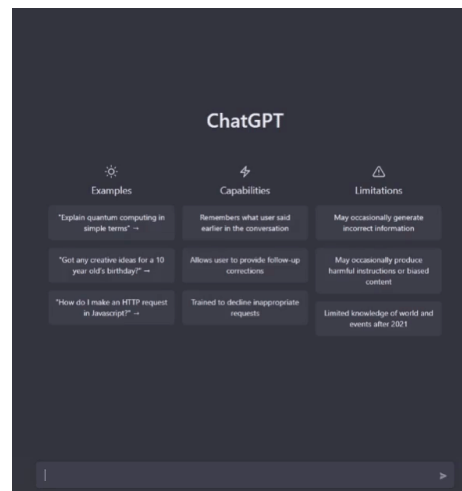 ChatGPT
Examples
"Explain quantum computing in
simple terms" →
"Got any creative ideas for a 10
year old's birthday?" →
"How do I make an HTTP request
in Javascript?" →
Capabilities
Remembers what user said
earlier in the conversation
Allows user to provide follow-up
corrections
Trained to decline inappropriate
requests
Limitations
May occasionally generate
incorrect information
May occasionally produce
harmful instructions or biased
content
Limited knowledge of world and
events after 2021